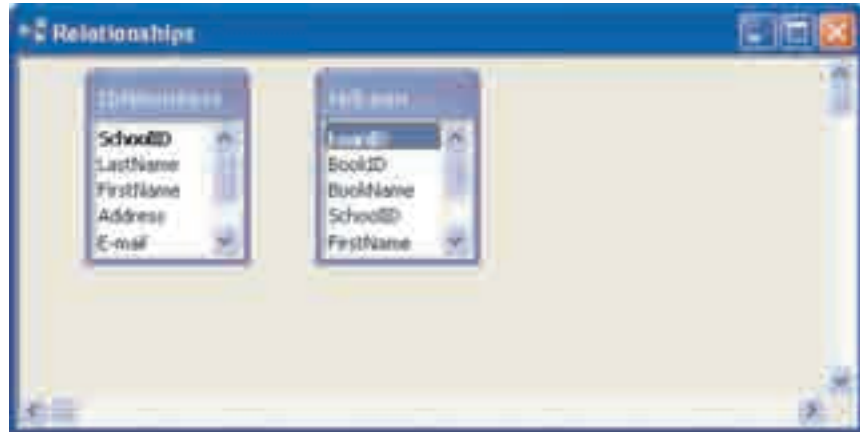 Relationships
SchoolID
LastName
FirstName
Address
E-mail
BookID
BookName
SchoolID
FirstName